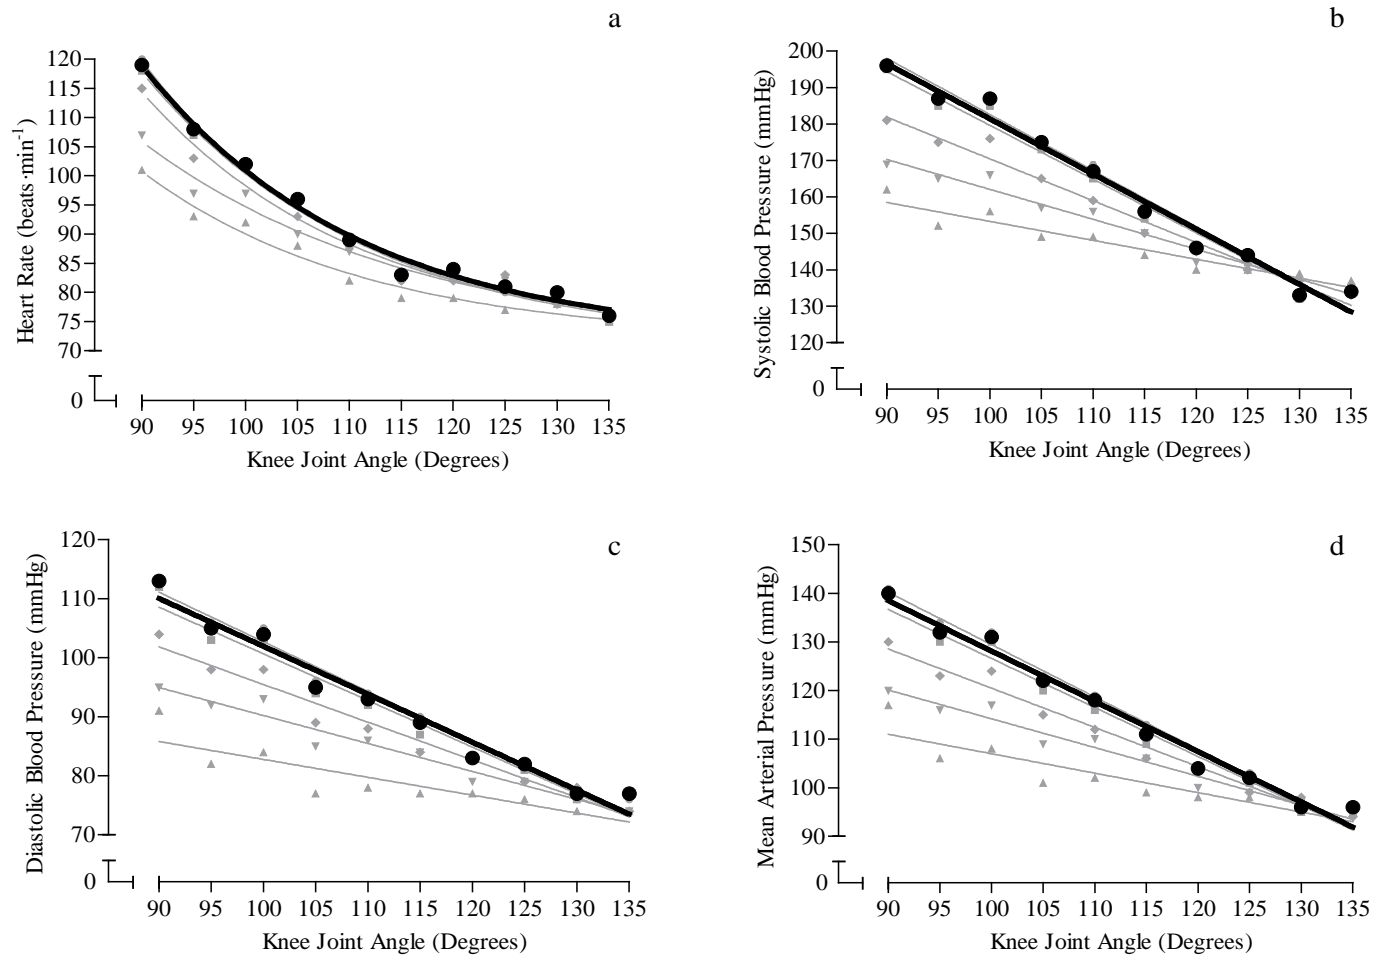 a
120
115
110
105
100
95
90
85
80
75
70
0
Heart Rate (beats·min⁻¹)
90 95 100 105 110 115 120 125 130 135
Knee Joint Angle (Degrees)
b
200
190
180
170
160
150
140
130
120
0
Systolic Blood Pressure (mmHg)
90 95 100 105 110 115 120 125 130 135
Knee Joint Angle (Degrees)
c
120
110
100
90
80
70
0
Diastolic Blood Pressure (mmHg)
90 95 100 105 110 115 120 125 130 135
Knee Joint Angle (Degrees)
d
150
140
130
120
110
100
90
0
Mean Arterial Pressure (mmHg)
90 95 100 105 110 115 120 125 130 135
Knee Joint Angle (Degrees)